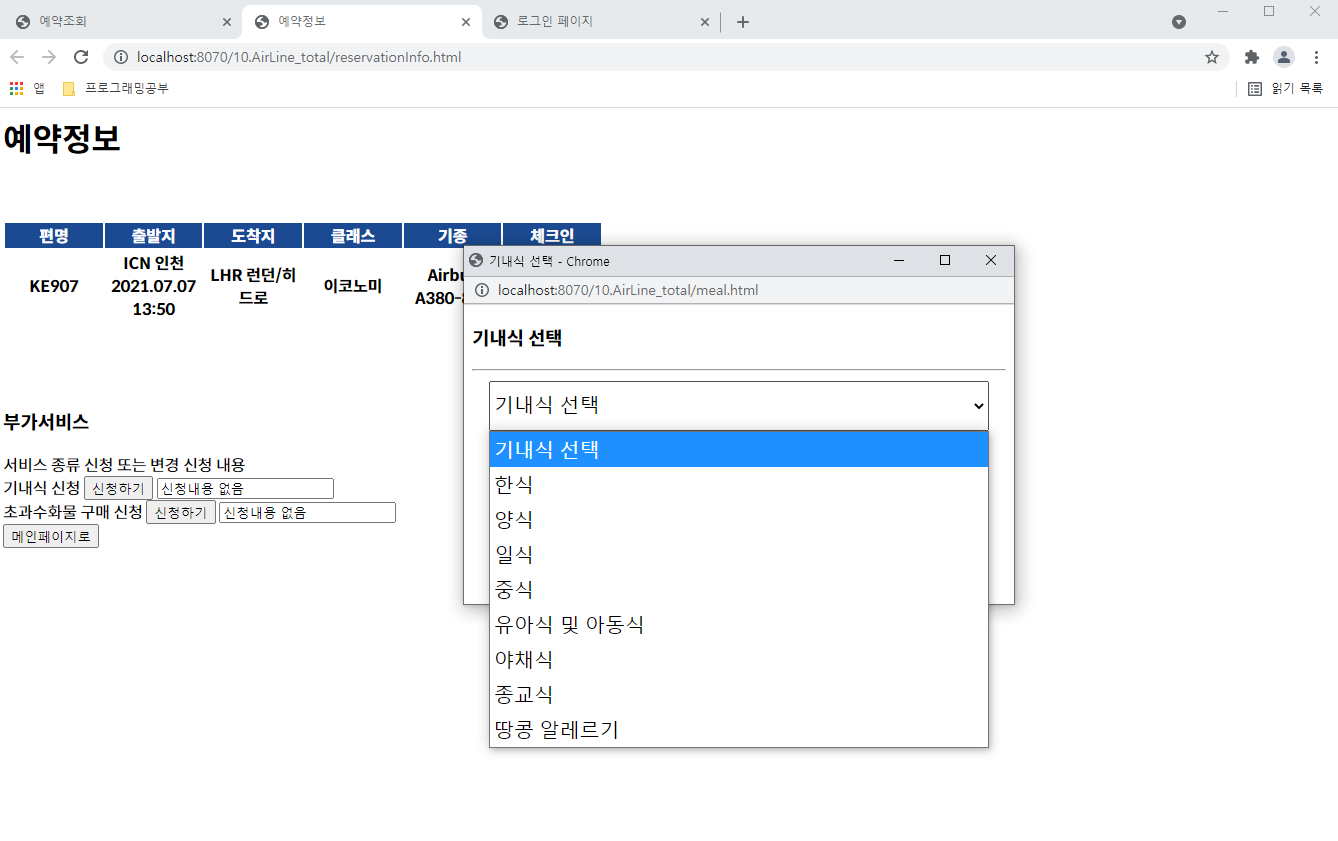 예약조회
예약정보
로그인 페이지
localhost:8070/10.AirLine_total/reservationInfo.html
앱
프로그래밍공부
읽기 목록
예약정보
편명 출발지 도착지 클래스 기종 체크인
KE907
ICN 인천
2021.07.07
13:50
LHR 런던/히
드로
이코노미
기내식 선택 - Chrome
localhost:8070/10.AirLine_total/meal.html
기내식 선택
기내식 선택
기내식 선택
한식
양식
일식
중식
유아식 및 아동식
야채식
종교식
땅콩 알레르기
부가서비스
서비스 종류 신청 또는 변경 신청 내용
기내식 신청 신청하기 신청내용 없음
초과수화물 구매 신청 신청하기 신청내용 없음
메인페이지로